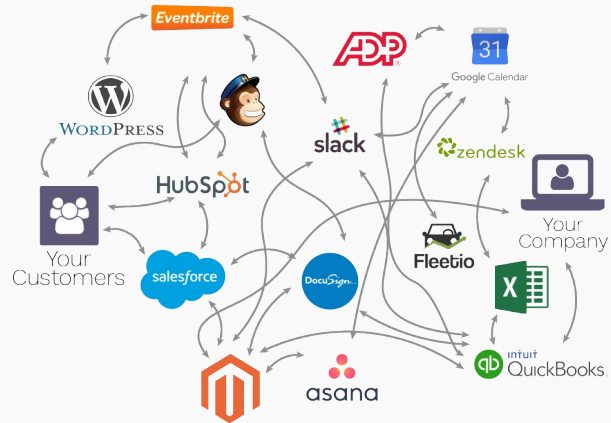 Eventbrite
ADP
31
Google Calendar
WORDPRESS
slack
zendesk
HubSpot
Your
Customers
Your
Company
Fleetio
salesforce
DocuSign
X
asana
qb
intuit
QuickBooks